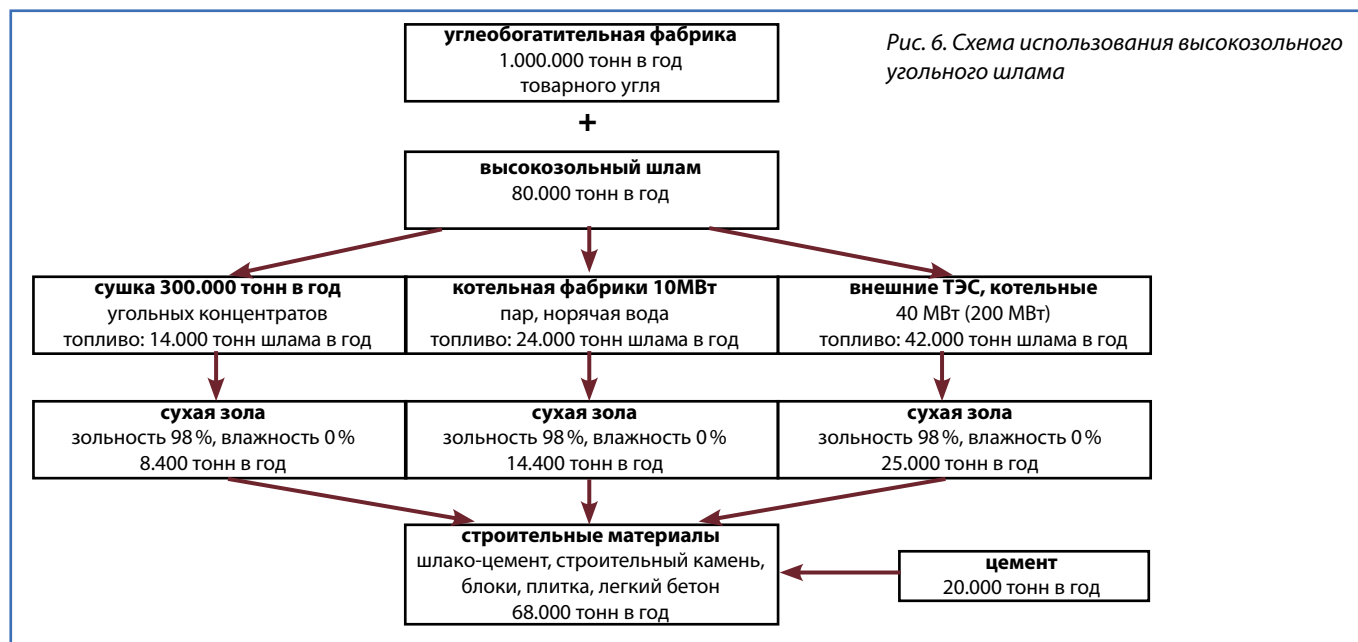 углеобогатительная фабрика
1.000.000 тонн в год
товарного угля
Рис. 6. Схема использования высокозольного
угольного шлама
+
высокозольный шлам
80.000 тонн в год
сушка 300.000 тонн в год
угольных концентратов
топливо: 14.000 тонн шлама в год
котельная фабрики 10МВт
пар, норячая вода
топливо: 24.000 тонн шлама в год
внешние ТЭС, котельные
40 МВт (200 МВт)
топливо: 42.000 тонн шлама в год
сухая зола
зольность 98 %, влажность 0 %
8.400 тонн в год
сухая зола
зольность 98 %, влажность 0 %
14.400 тонн в год
сухая зола
зольность 98 %, влажность 0 %
25.000 тонн в год
строительные материалы
шлако-цемент, строительный камень,
блоки, плитка, легкий бетон
68.000 тонн в год
цемент
20.000 тонн в год